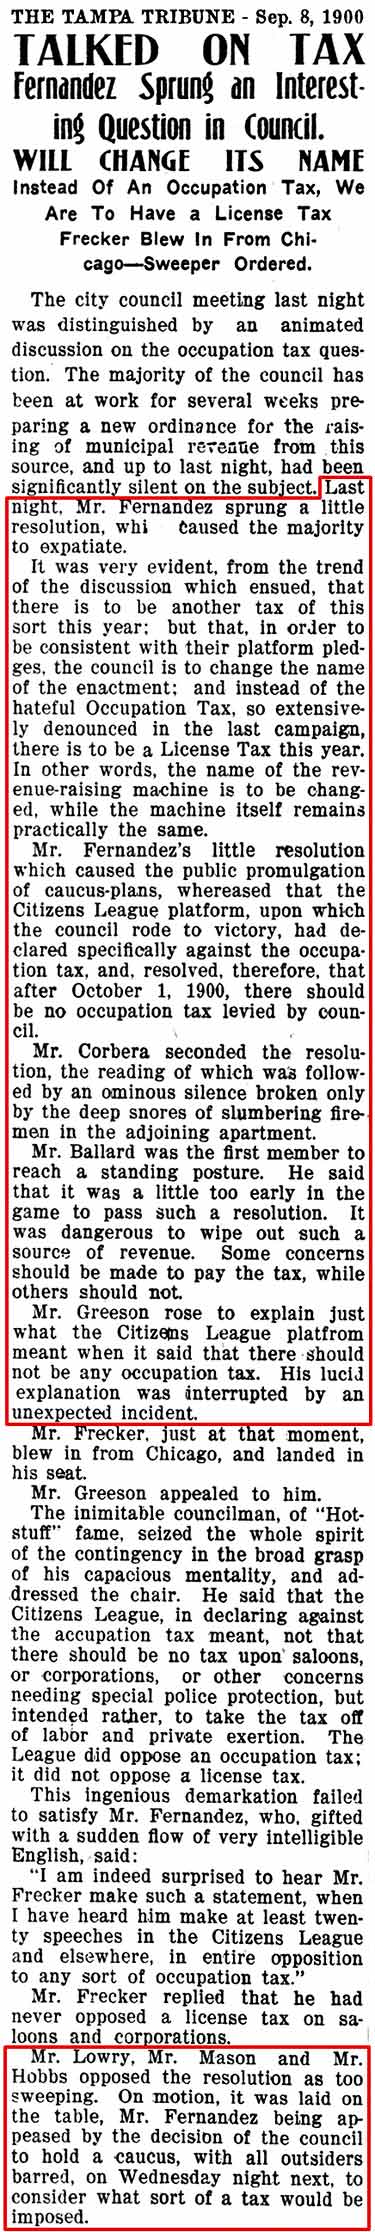 THE TAMPA TRIBUNE - Sep. 8, 1900
TALKED ON TAX
Fernandez Sprung an Interest-
ing Question in Council.
WILL CHANGE ITS NAME
Instead Of An Occupation Tax, We
Are To Have a License Tax
Frecker Blew In From Chi-
cago—Sweeper Ordered.
The city council meeting last night
was distinguished by an animated
discussion on the occupation tax ques-
tion. The majority of the council has
been at work for several weeks pre-
paring a new ordinance for the rais-
ing of municipal revenue from this
source, and up to last night, had been
significantly silent on the subject. Last
night, Mr. Fernandez sprung a little
resolution, whi caused the majority
to expatiate.
It was very evident, from the trend
of the discussion which ensued, that
there is to be another tax of this
sort this year; but that, in order to
be consistent with their platform pled-
ges, the council is to change the name
of the enactment; and instead of the
hateful Occupation Tax, so extensive-
ly denounced in the last campaign,
there is to be a License Tax this year.
In other words, the name of the rev-
enue-raising machine is to be chang-
ed, while the machine itself remains
practically the same.
Mr. Fernandez's little resolution
which caused the public promulgation
of caucus-plans, whereased that the
Citizens League platform, upon which
the council rode to victory, had de-
clared specifically against the occupa-
tion tax, and, resolved, therefore, that
after October 1, 1900, there should
be no occupation tax levied by coun-
cil.
Mr. Corbera seconded the resolu-
tion, the reading of which was follow-
ed by an ominous silence broken only
by the deep snores of slumbering fire-
men in the adjoining apartment.
Mr. Ballard was the first member to
reach a standing posture. He said
that it was a little too early in the
game to pass such a resolution. It
was dangerous to wipe out such a
source of revenue. Some concerns
should be made to pay the tax, while
others should not.
Mr. Greeson rose to explain just
what the Citizens League platfrom
meant when it said that there should
not be any occupation tax. His lucid
explanation was interrupted by an
unexpected incident.
Mr. Frecker, just at that moment,
blew in from Chicago, and landed in
his seat.
Mr. Greeson appealed to him.
The inimitable councilman, of "Hot-
stuff" fame, seized the whole spirit
of the contingency in the broad grasp
of his capacious mentality, and ad-
dressed the chair. He said that the
Citizens League, in declaring against
the accupation tax meant, not that
there should be no tax upon saloons,
or corporations, or other concerns
needing special police protection, but
intended rather, to take the tax off
of labor and private exertion. The
League did oppose an occupation tax;
it did not oppose a license tax.
This ingenious demarkation failed
to satisfy Mr. Fernandez, who, gifted
with a sudden flow of very intelligible
English, said:
"I am indeed surprised to hear Mr.
Frecker make such a statement, when
I have heard him make at least twen-
ty speeches in the Citizens League
and elsewhere, in entire opposition
to any sort of occupation tax."
Mr. Frecker replied that he had
never opposed a license tax on sa-
loons and corporations.
Mr. Lowry, Mr. Mason and Mr.
Hobbs opposed the resolution as too
sweeping. On motion, it was laid on
the table, Mr. Fernandez being ap-
peased by the decision of the council
to hold a caucus, with all outsiders
barred, on Wednesday night next, to
consider what sort of a tax would be
imposed.